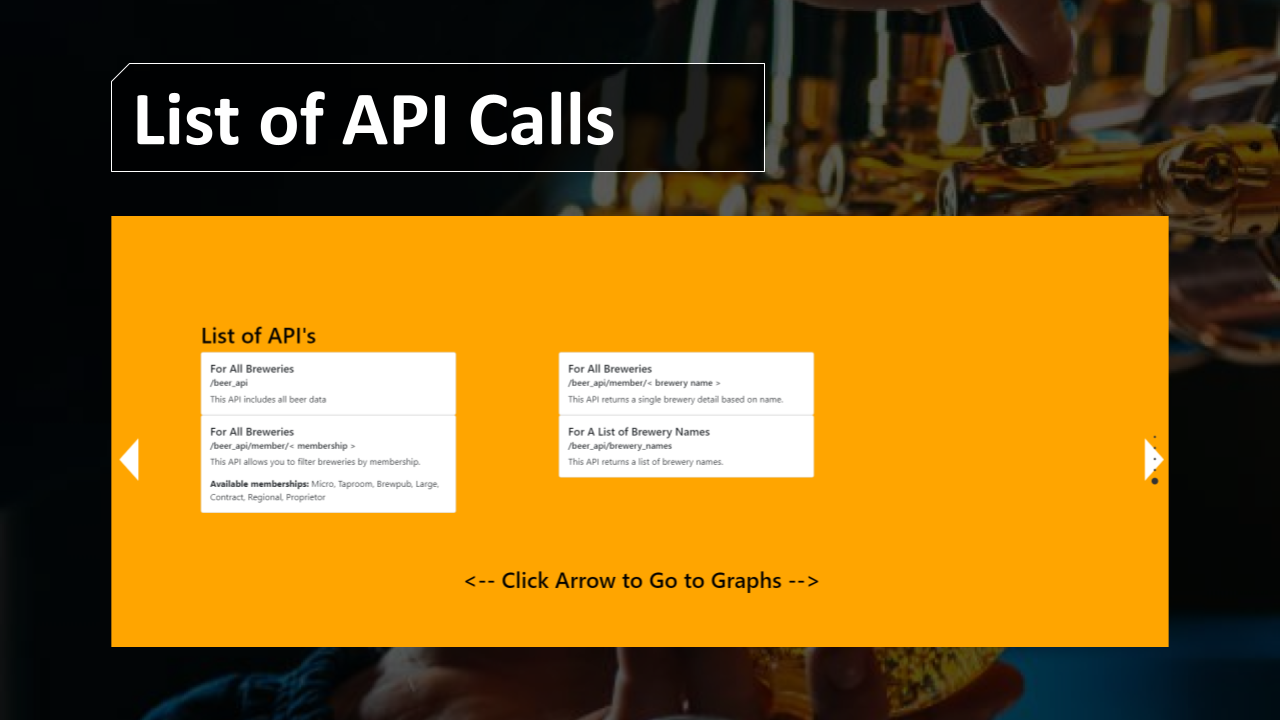 List of API Calls
List of API's
For All Breweries
/beer_api
This API includes all beer data
For All Breweries
/beer_api/member/< membership >
This API allows you to filter breweries by membership.
Available memberships: Micro, Taproom, Brewpub, Large,
Contract, Regional, Proprietor
For All Breweries
/beer_api/member/< brewery name >
This API returns a single brewery detail based on name.
For A List of Brewery Names
/beer_api/brewery_names
This API returns a list of brewery names.
<-- Click Arrow to Go to Graphs -->